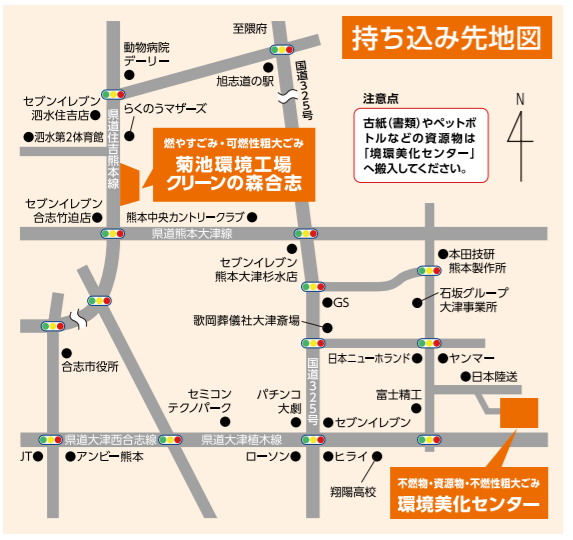 持ち込み先地図
至隈府
動物病院
デーリー
旭志道の駅
国道325号
注意点
古紙（書類）やペットボ
トルなどの資源物は
「境環美化センター」
へ搬入してください。
N
セブンイレブン
泗水住吉店
らくのうマザーズ
泗水第2体育館
県道住吉熊本線
燃やすごみ・可燃性粗大ごみ
菊池環境工場
クリーンの森合志
セブンイレブン
合志竹迫店
熊本中央カントリークラブ
県道熊本大津線
セブンイレブン
熊本大津杉水店
本田技研
熊本製作所
GS
石坂グループ
大津事業所
歌岡葬儀社大津斎場
合志市役所
日本ニューホランド
ヤンマー
日本陸送
国道325号
セミコン
テクノパーク
パチンコ
大劇
富士精工
セブンイレブン
県道大津西合志線
県道大津植木線
JT
アンビー熊本
ローソン
ヒライ
翔陽高校
不燃物・資源物・不燃性粗大ごみ
環境美化センター